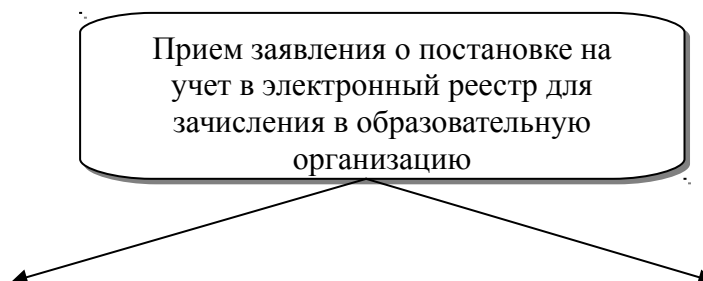 Прием заявления о постановке на
учет в электронный реестр для
зачисления в образовательную
организацию